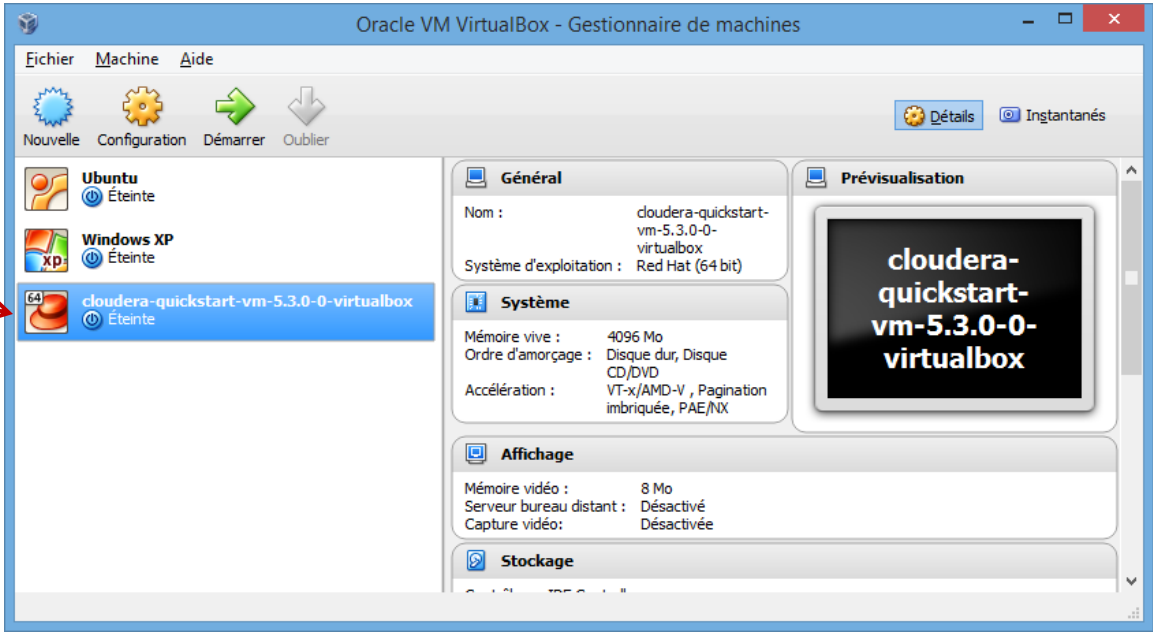 Oracle VM VirtualBox - Gestionnaire de machines
Fichier Machine Aide
Nouvelle Configuration Démarrer Oublier
Détails Instantanés
Ubuntu
Éteinte
Windows XP
xp
Éteinte
64
cloudera-quickstart-vm-5.3.0-0-virtualbox
Éteinte
Général
Nom : cloudera-quickstart-
vm-5.3.0-0-
virtualbox
Système d'exploitation : Red Hat (64 bit)
Système
Mémoire vive : 4096 Mo
Ordre d'amorçage : Disque dur, Disque
CD/DVD
Accélération : VT-x/AMD-V , Pagination
imbriquée, PAE/NX
Prévisualisation
cloudera-
quickstart-
vm-5.3.0-0-
virtualbox
Affichage
Mémoire vidéo : 8 Mo
Serveur bureau distant : Désactivé
Capture vidéo: Désactivée
Stockage